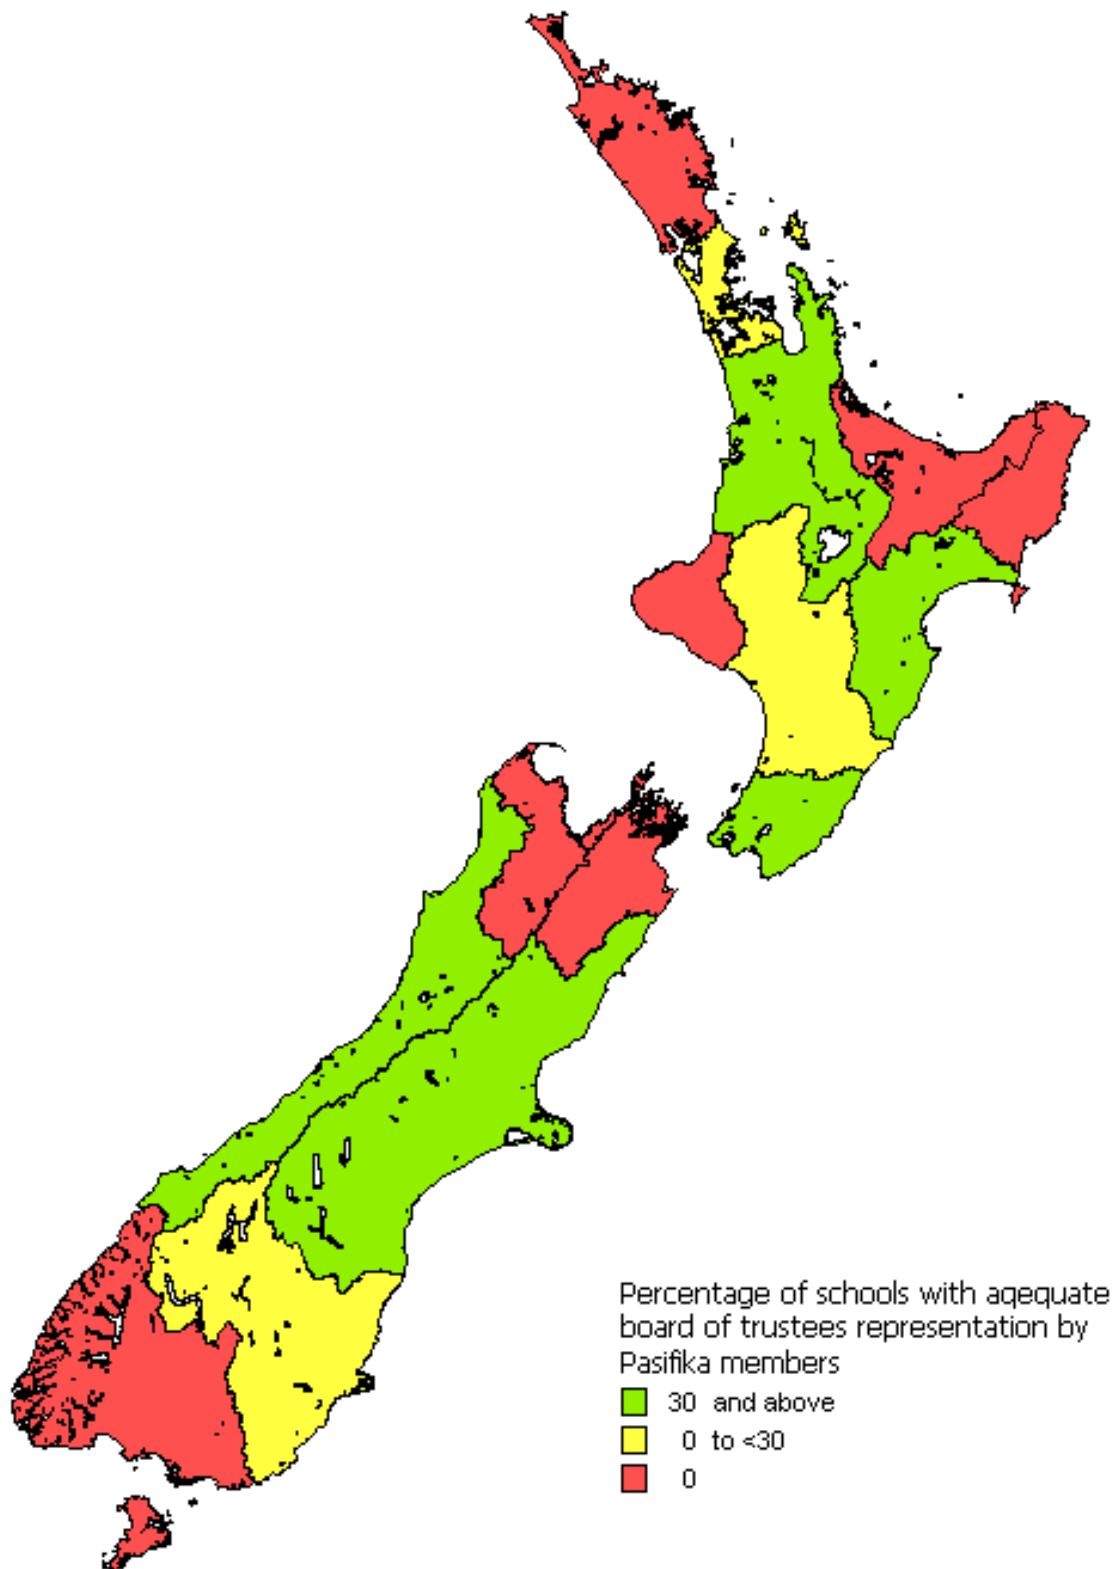 Percentage of schools with aqequate
board of trustees representation by
Pasifika members
30 and above
0 to <30
0